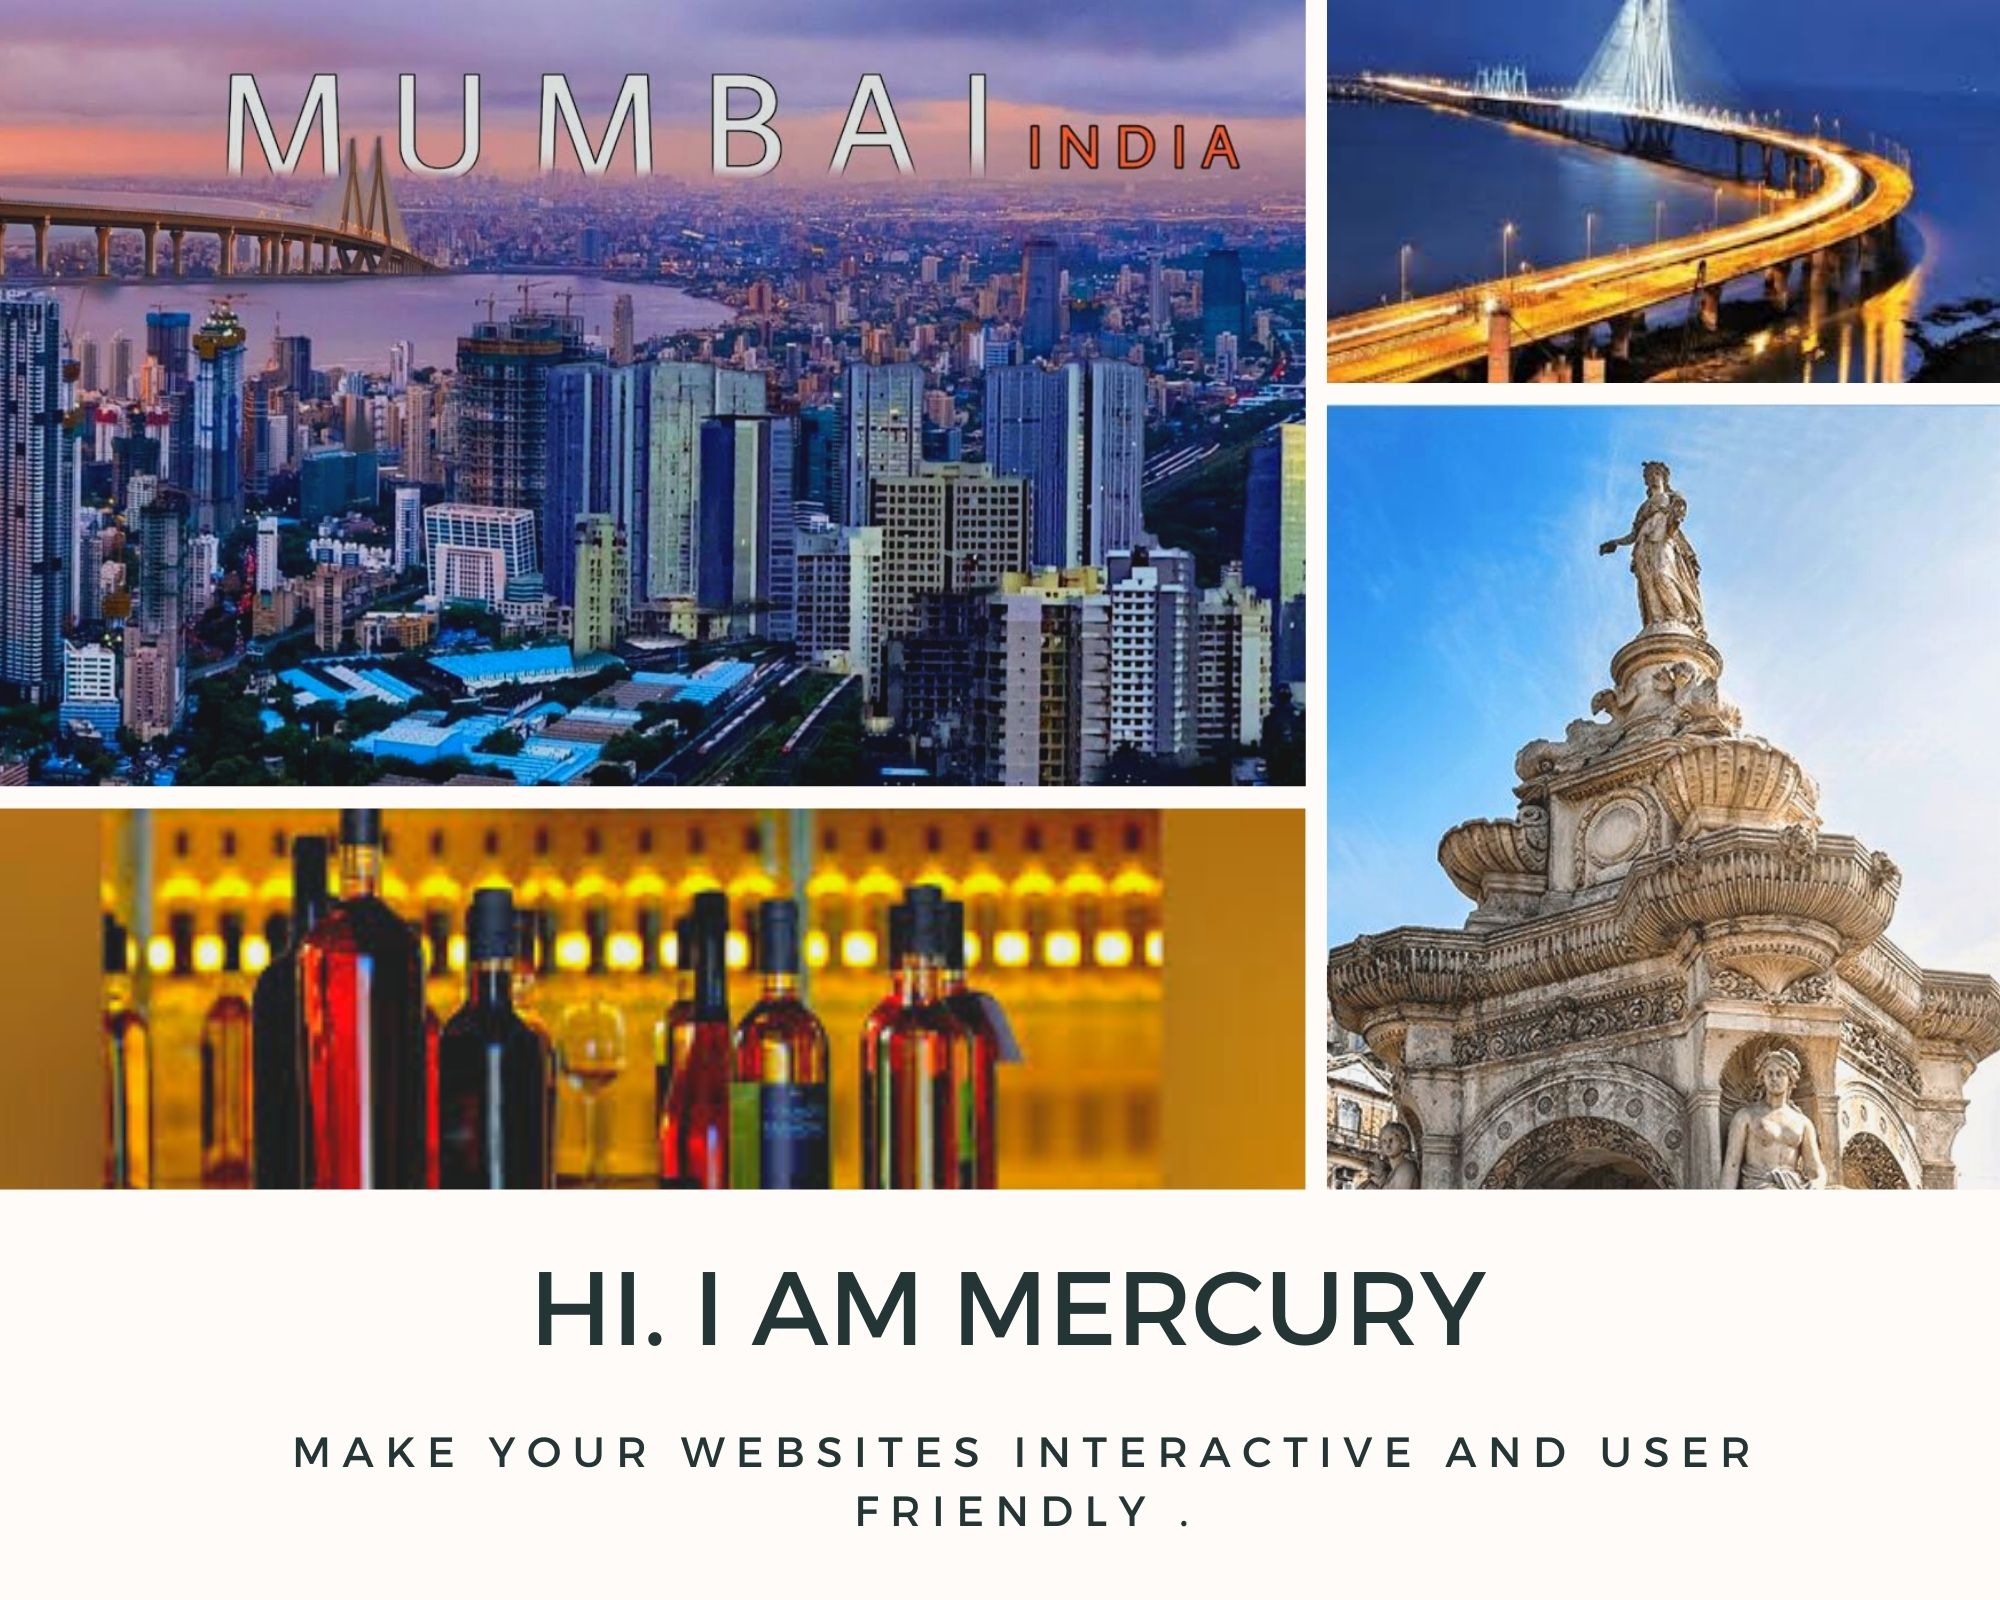 MUMBAI INDIA
HI. I AM MERCURY
MAKE YOUR WEBSITES INTERACTIVE AND USER
FRIENDLY .